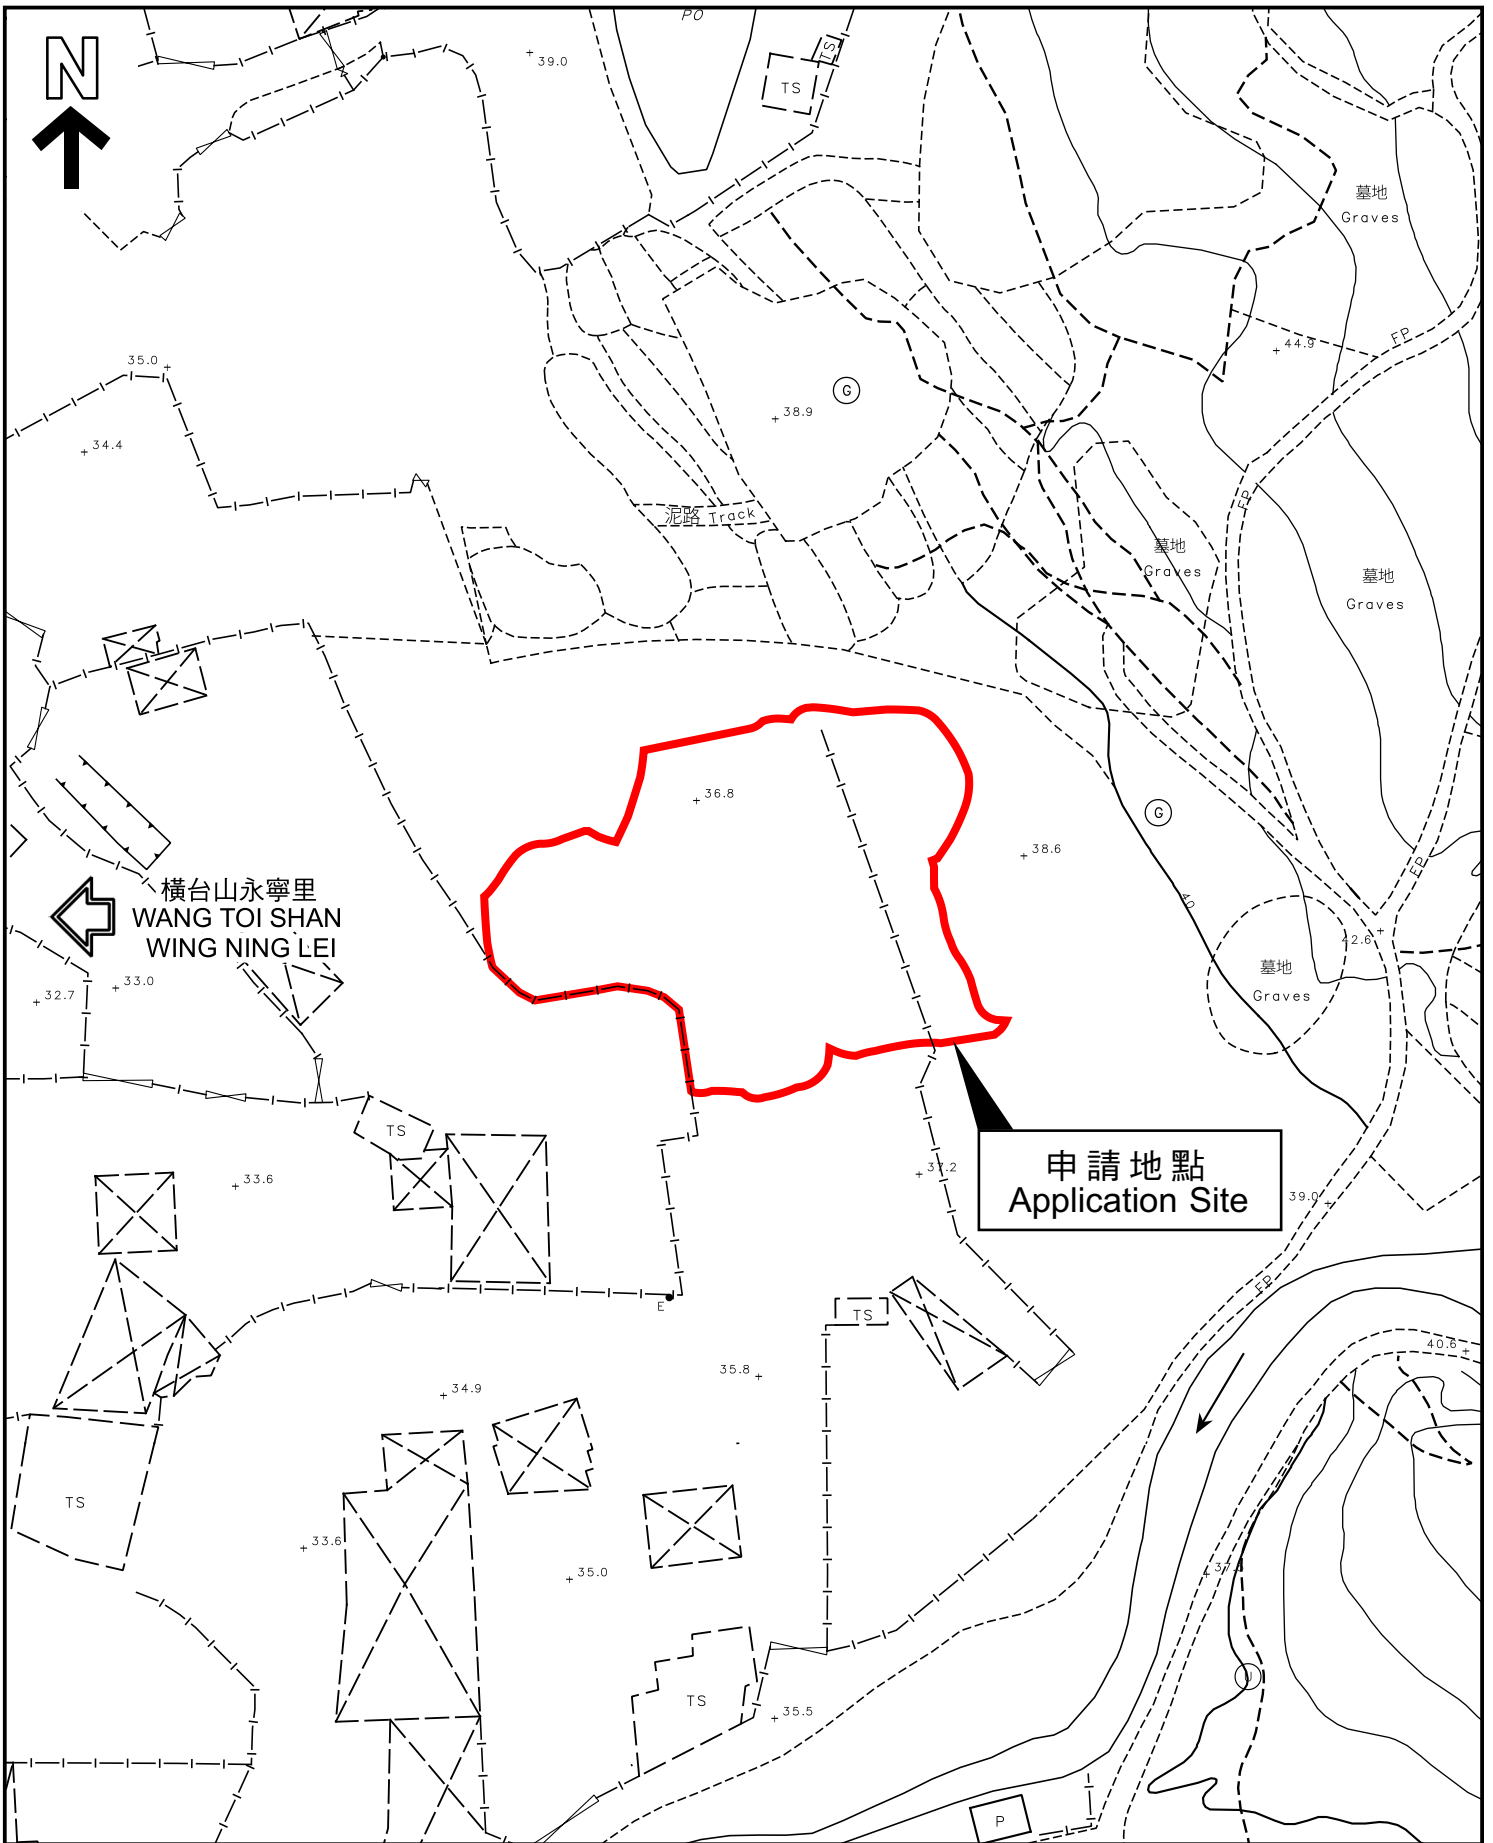 PO
N
39.0
TS
TS
墓地
Graves
FP
35.0
44.9
G
38.9
34.4
FP
泥路 Track
墓地
Graves
墓地
Graves
36.8
G
38.6
FP
橫台山永寧里
WANG TOI SHAN
WING NING LEI
40
42.6
墓地
Graves
33.0
32.7
TS
申請地點
Application Site
37.2
33.6
39.0
FP
E
TS
40.6
35.8
34.9
TS
33.6
35.0
37.
U
TS
35.5
P